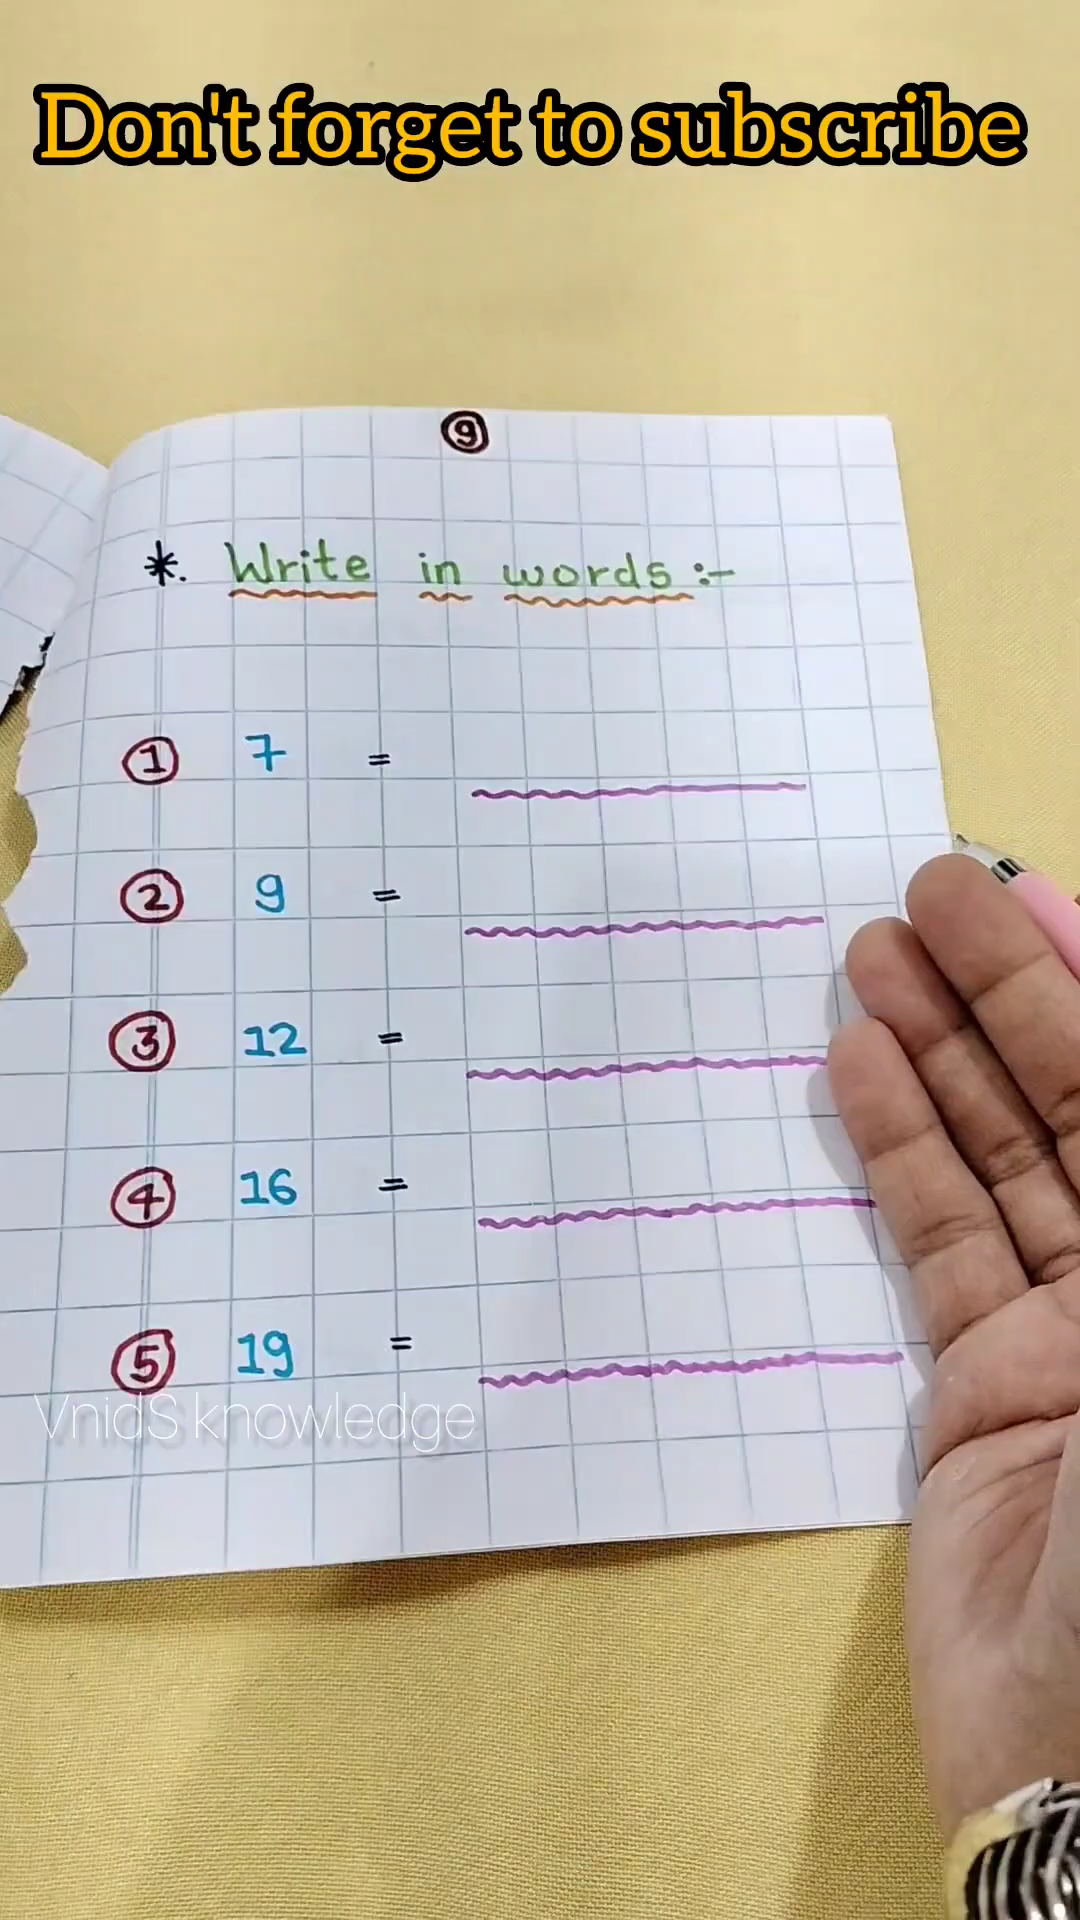 Don't forget to subscribe
9
*. Write in words :-
1 7 =
2 9 =
3 12 =
4 16 =
5 19 =
VnidS knowledge